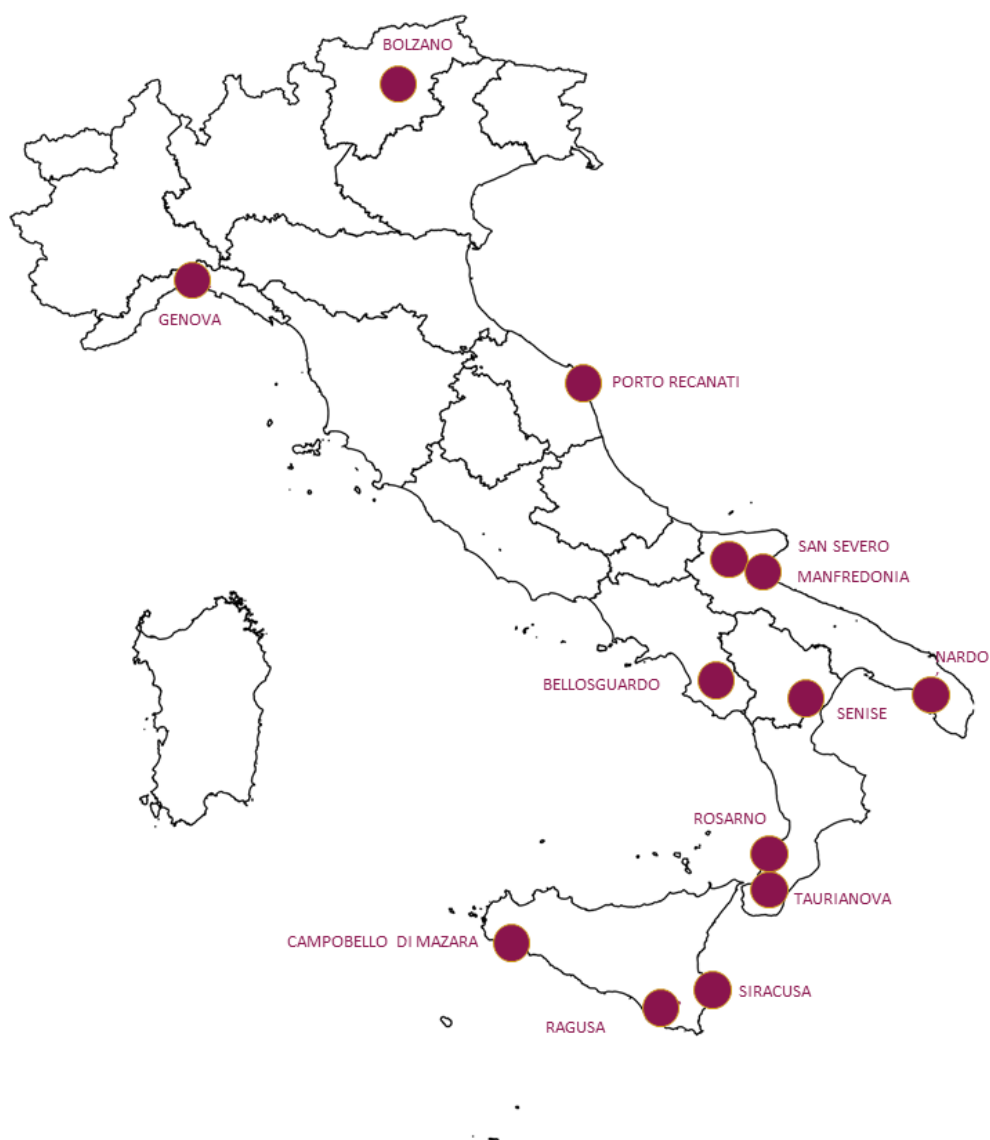 BOLZANO
GENOVA
PORTO RECANATI
SAN SEVERO
MANFREDONIA
NARDO
BELLOSGUARDO
SENISE
ROSARNO
TAURIANOVA
CAMPOBELLO DI MAZARA
SIRACUSA
RAGUSA